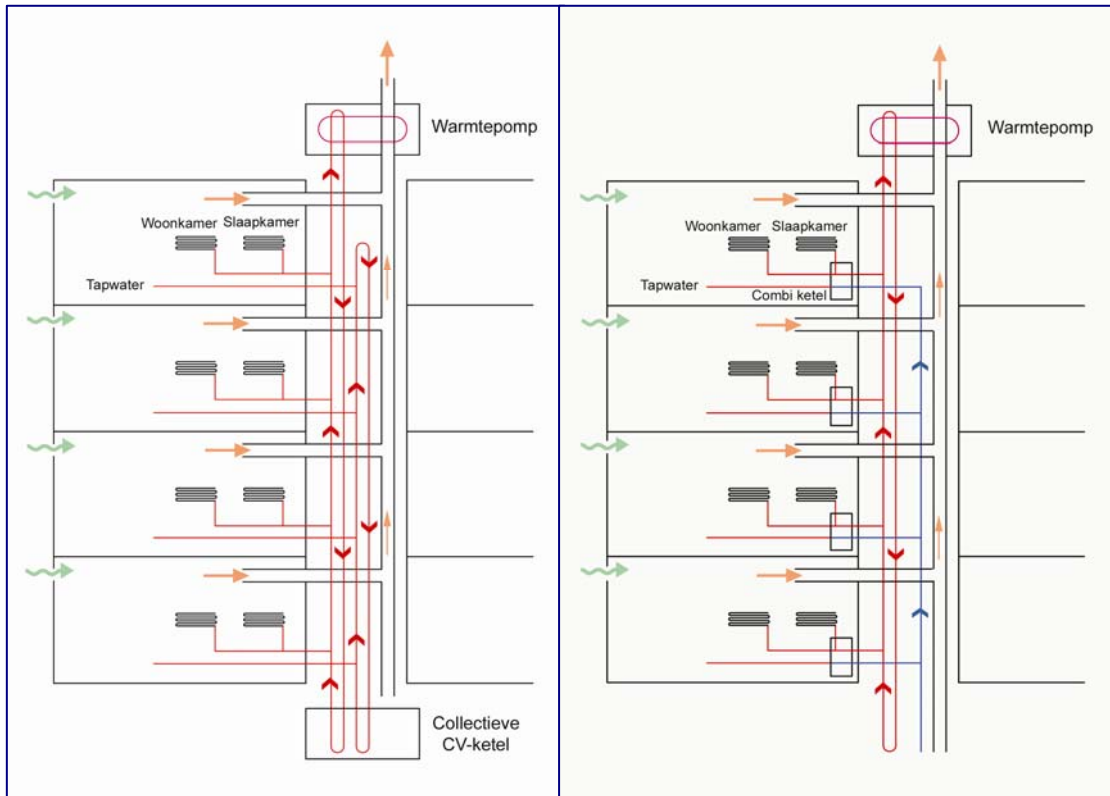 Warmtepomp
Woonkamer Slaapkamer
Tapwater
Collectieve
CV-ketel
Warmtepomp
Woonkamer Slaapkamer
Tapwater
Combi ketel